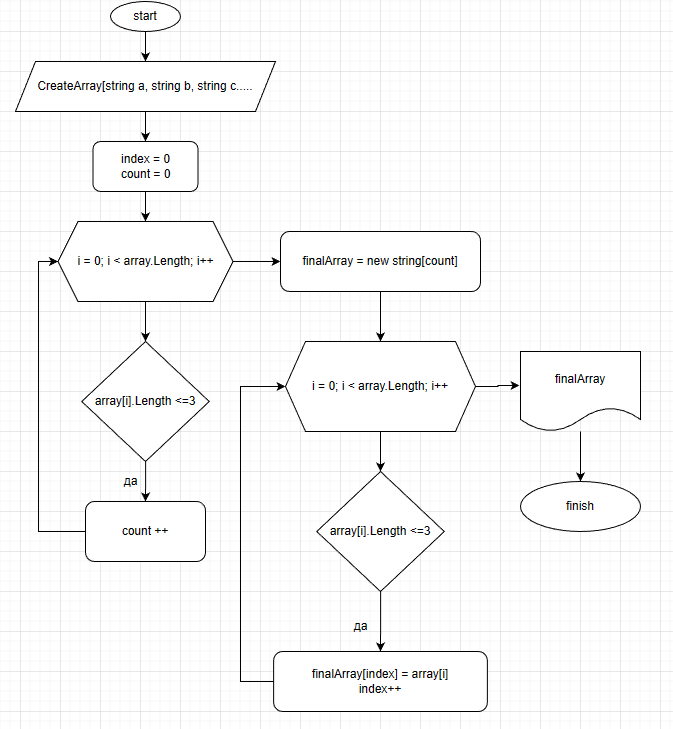 start
CreateArray[string a, string b, string c.....
index = 0
count = 0
i = 0; i < array.Length; i++
finalArray = new string[count]
array[i].Length <=3
да
count ++
i = 0; i < array.Length; i++
finalArray
finish
array[i].Length <=3
да
finalArray[index] = array[i]
index++